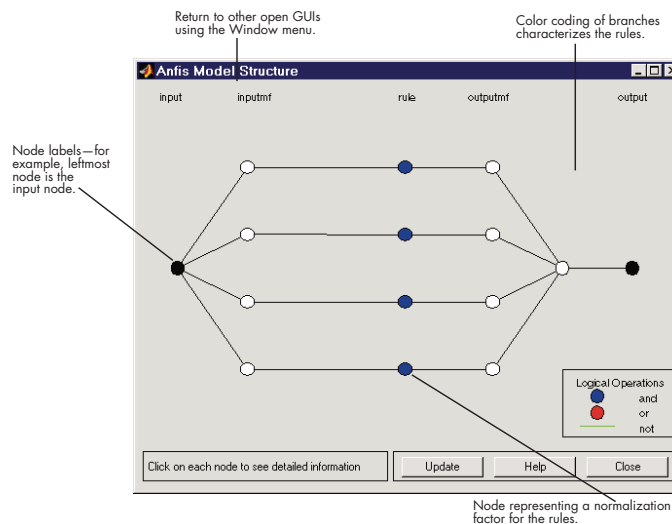 Return to other open GUIs
using the Window menu.
Color coding of branches
characterizes the rules.
Anfis Model Structure
input
inputmf
rule
outputmf
output
Node labels—for
example, leftmost
node is the
input node.
Logical Operations
and
or
not
Click on each node to see detailed information
Update
Help
Close
Node representing a normalization
factor for the rules.